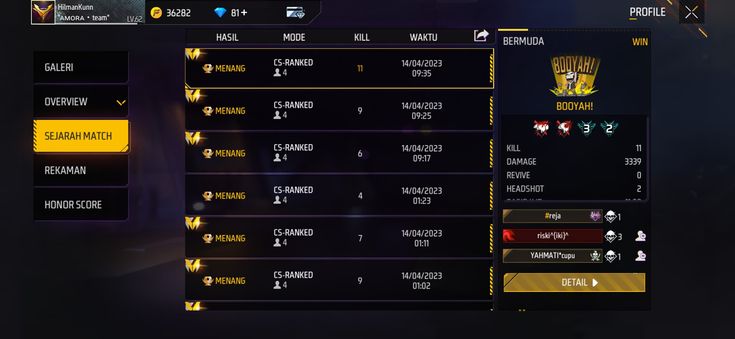 HilmanKunn
"AMORA • team"
LV.62
36282
81+
PROFILE
GALERI
OVERVIEW
SEJARAH MATCH
REKAMAN
HONOR SCORE
HASIL MODE KILL WAKTU
MENANG CS-RANKED 4 11 14/04/2023 09:35
MENANG CS-RANKED 4 9 14/04/2023 09:25
MENANG CS-RANKED 4 6 14/04/2023 09:17
MENANG CS-RANKED 4 4 14/04/2023 01:23
MENANG CS-RANKED 4 7 14/04/2023 01:11
MENANG CS-RANKED 4 9 14/04/2023 01:02
BERMUDA WIN
BOOYAH!
BOOYAH!
3 2
KILL 11
DAMAGE 3339
REVIVE 0
HEADSHOT 2
#reja 1
riski^{iki}^ 3
YAHMATI*cupu 1
DETAIL